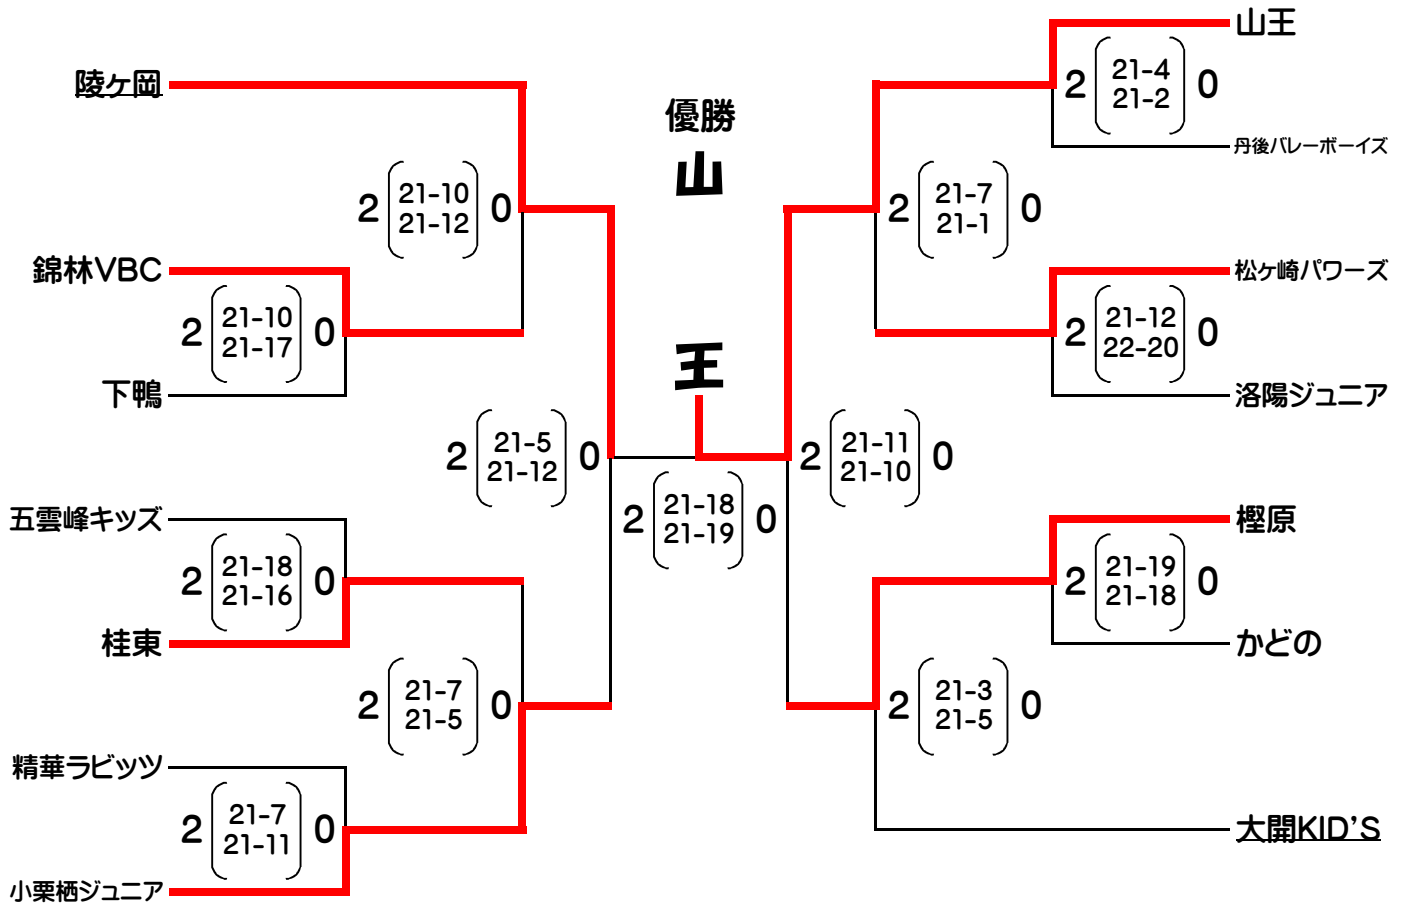 山王
2 21-4 0
21-2
丹後バレーボーイズ
陵ヶ岡
優勝
山
王
2 21-10 0
21-12
2 21-7 0
21-1
錦林VBC
2 21-10 0
21-17
下鴨
松ヶ崎パワーズ
2 21-12 0
22-20
洛陽ジュニア
2 21-5 0
21-12
2 21-11 0
21-10
2 21-18 0
21-19
五雲峰キッズ
2 21-18 0
21-16
桂東
樫原
2 21-19 0
21-18
かどの
2 21-7 0
21-5
2 21-3 0
21-5
精華ラビッツ
2 21-7 0
21-11
小栗栖ジュニア
大開KID'S